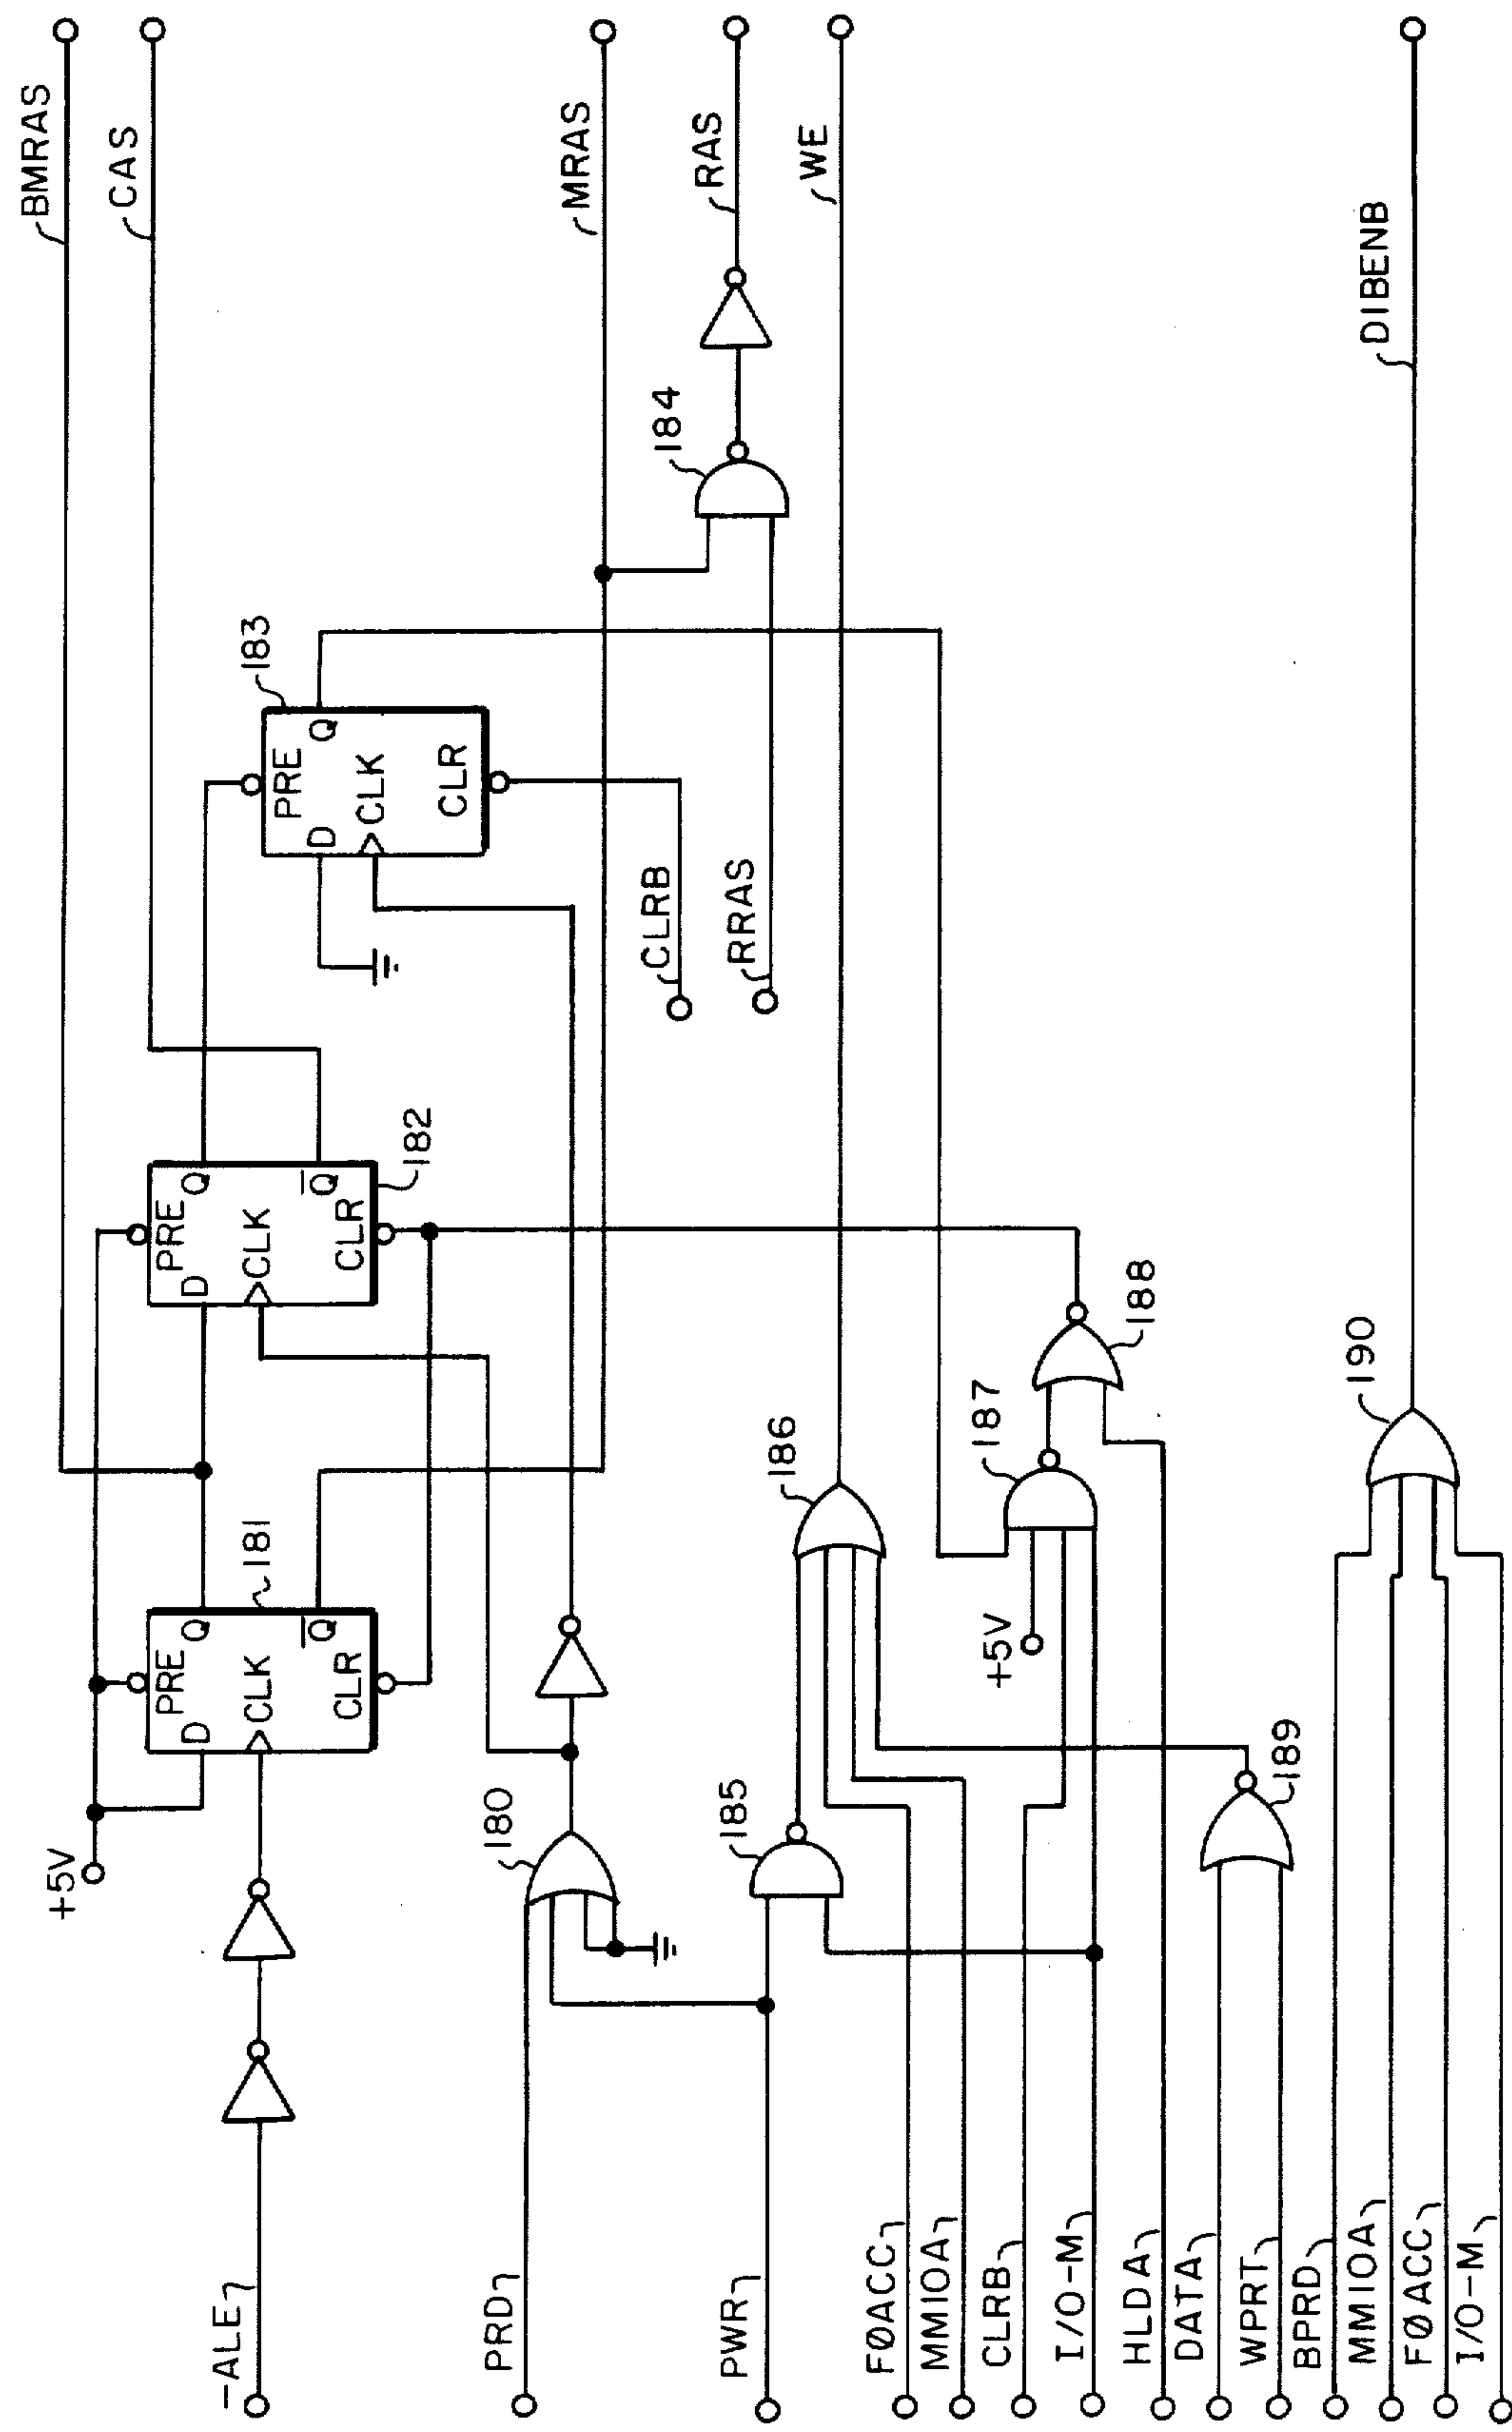 BMRAS
CAS
MRAS
RAS
WE
DIBENB
184
183
PRE
D
Q
CLK
CLR
CLRB
RRAS
182
PRE
D
Q
CLK
Q̅
CLR
181
PRE
D
Q
CLK
Q̅
CLR
+5V
180
185
186
187
188
189
190
+5V
-ALE
PRD
PWR
FØACC
MMIOA
CLRB
I/O-M
HLDA
DATA
WPRT
BPRD
MMIOA
FØACC
I/O-M